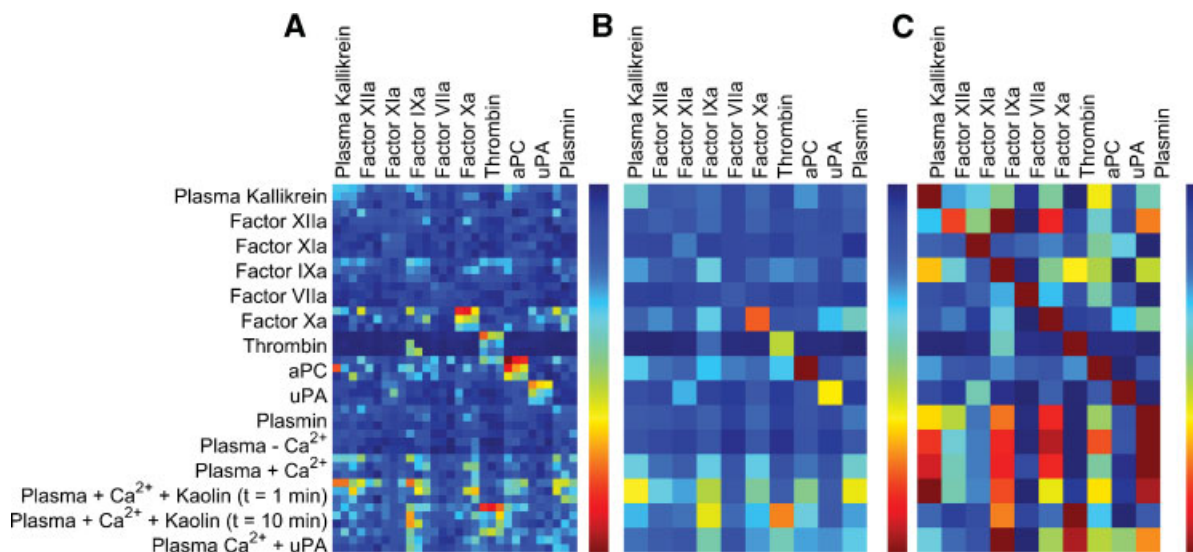 A
B
C
Plasma Kallikrein
Factor XIIa
Factor XIa
Factor IXa
Factor VIIa
Factor Xa
Thrombin
aPC
uPA
Plasmin
Plasma Kallikrein
Factor XIIa
Factor XIa
Factor IXa
Factor VIIa
Factor Xa
Thrombin
aPC
uPA
Plasmin
Plasma Kallikrein
Factor XIIa
Factor XIa
Factor IXa
Factor VIIa
Factor Xa
Thrombin
aPC
uPA
Plasmin
Plasma Kallikrein
Factor XIIa
Factor XIa
Factor IXa
Factor VIIa
Factor Xa
Thrombin
aPC
uPA
Plasmin
Plasma - Ca²⁺
Plasma + Ca²⁺
Plasma + Ca²⁺ + Kaolin (t = 1 min)
Plasma + Ca²⁺ + Kaolin (t = 10 min)
Plasma Ca²⁺ + uPA